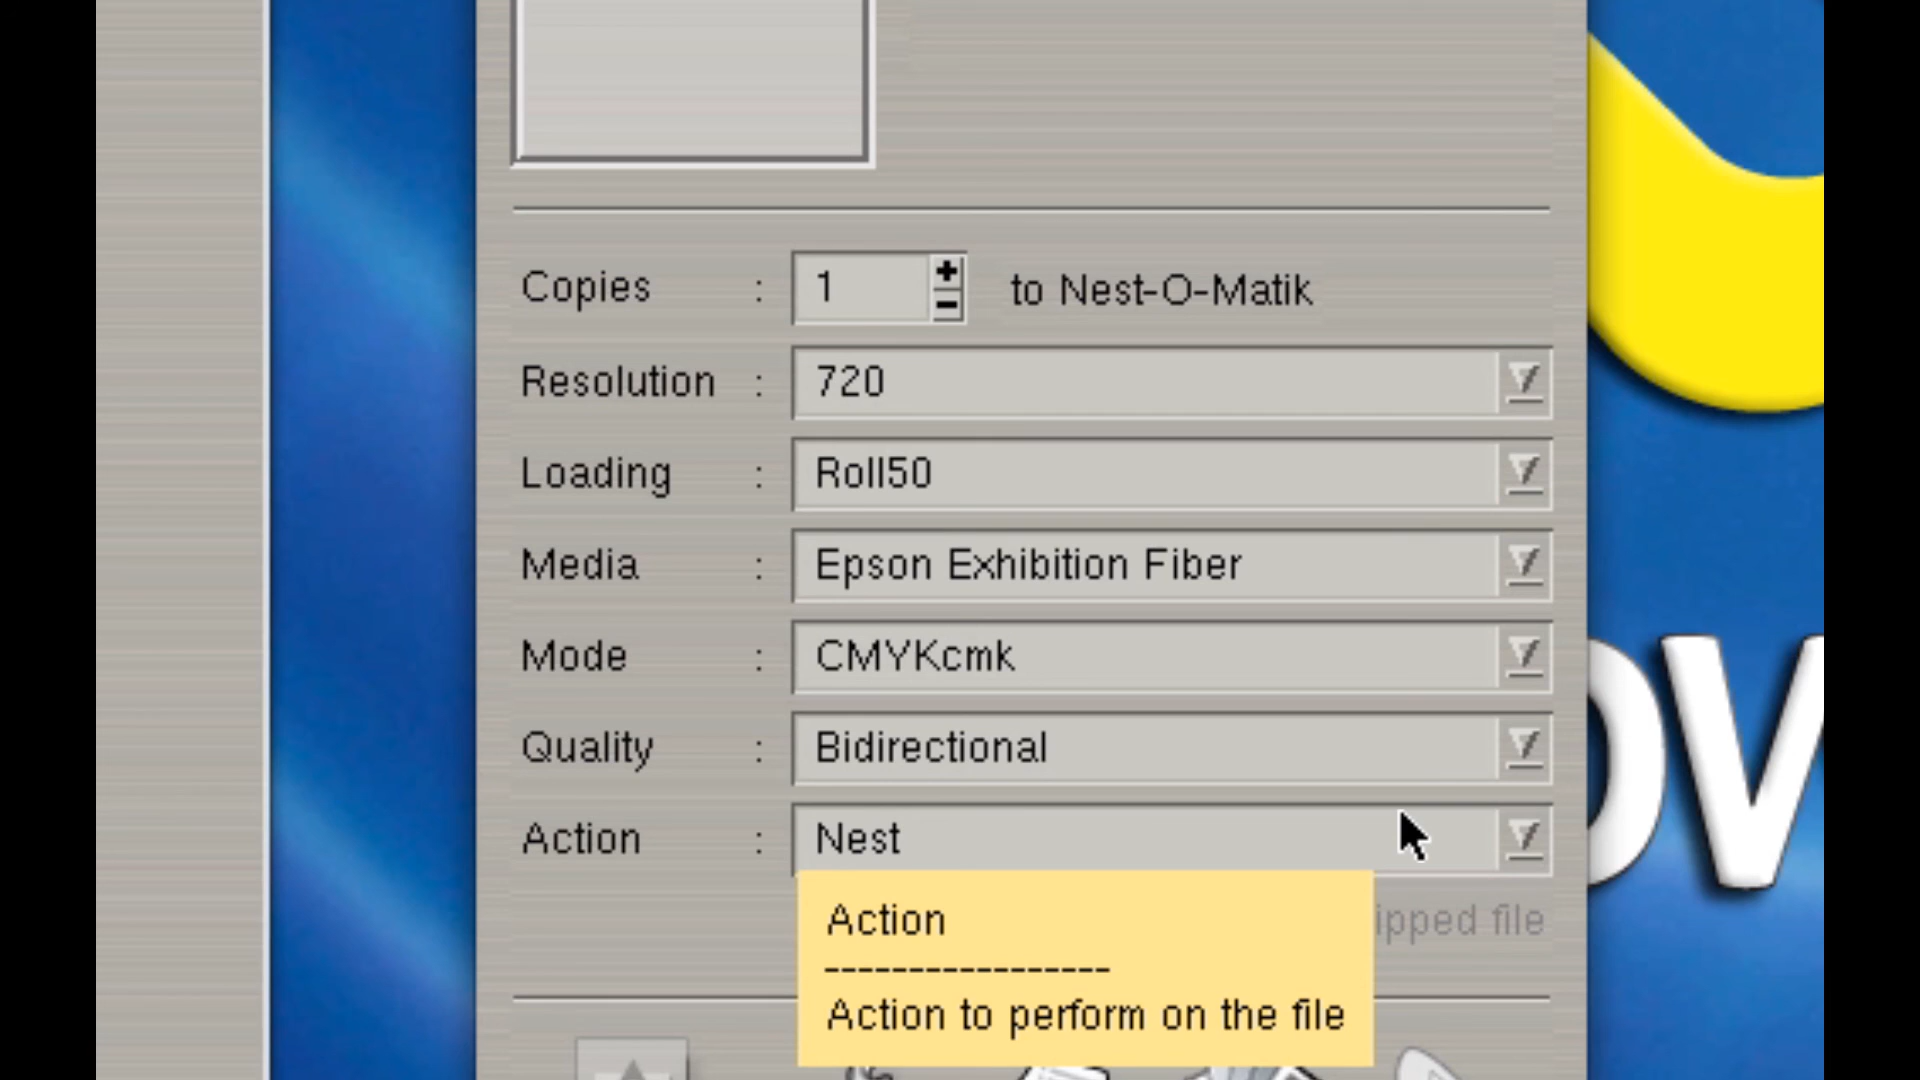 Copies : 1 to Nest-O-Matik
Resolution : 720
Loading : Roll50
Media : Epson Exhibition Fiber
Mode : CMYKcmk
Quality : Bidirectional
Action : Nest
Action
-----------------
Action to perform on the file
file
OV